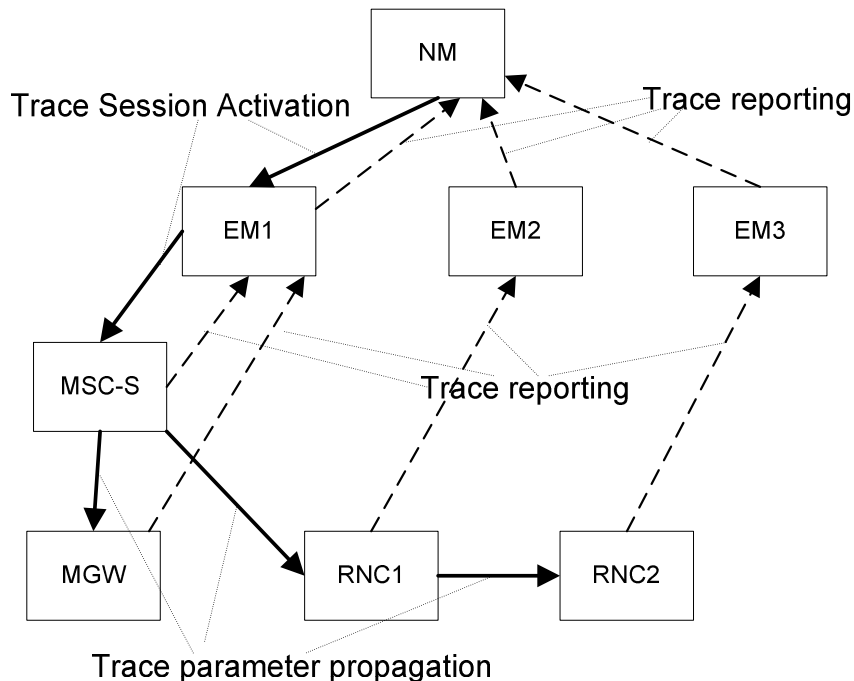 NM
Trace Session Activation
Trace reporting
EM1
EM2
EM3
MSC-S
Trace reporting
MGW
RNC1
RNC2
Trace parameter propagation